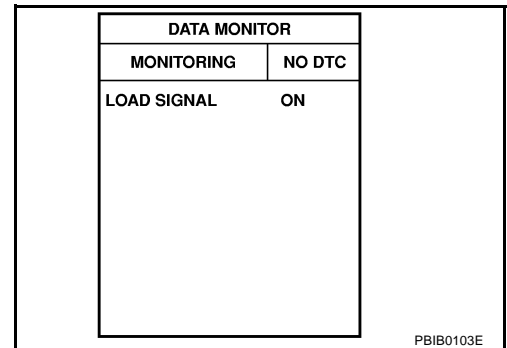 DATA MONITOR
MONITORING NO DTC
LOAD SIGNAL ON
PBIB0103E